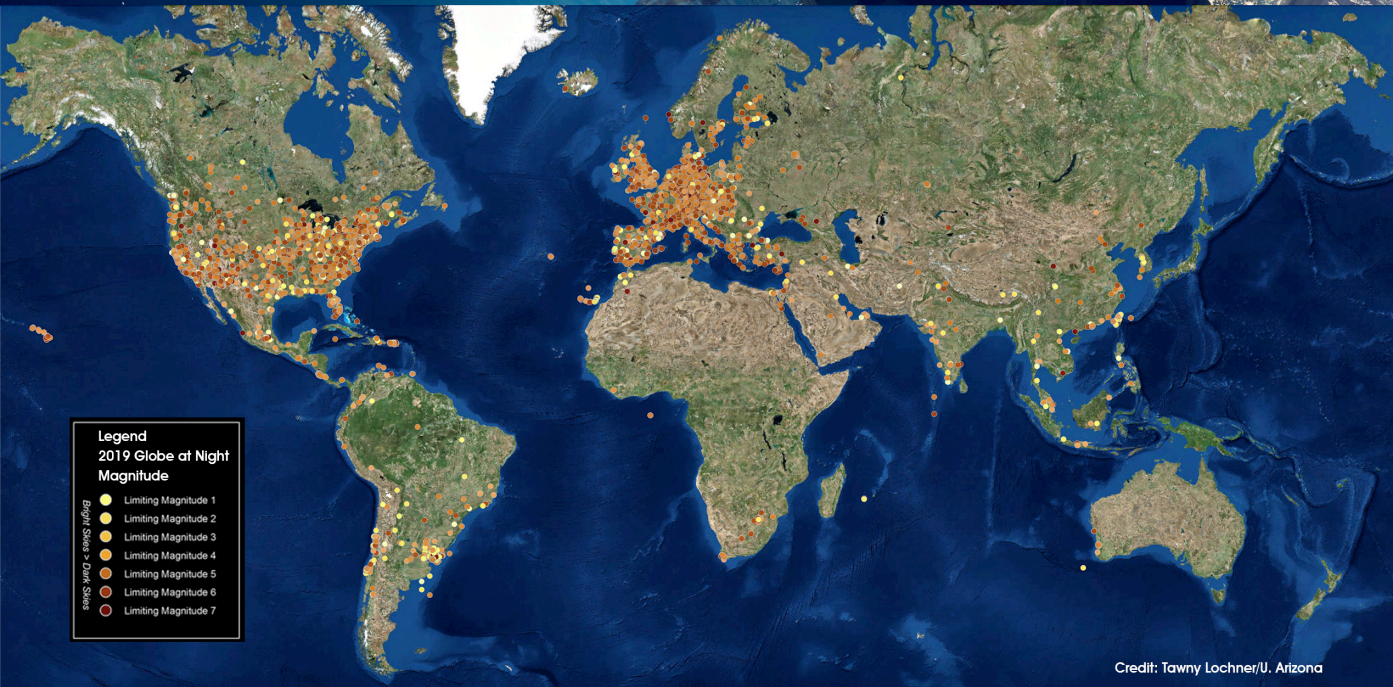 Legend
2019 Globe at Night
Magnitude
Bright Skies > Dark Skies
Limiting Magnitude 1
Limiting Magnitude 2
Limiting Magnitude 3
Limiting Magnitude 4
Limiting Magnitude 5
Limiting Magnitude 6
Limiting Magnitude 7
Credit: Tawny Lochner/U. Arizona